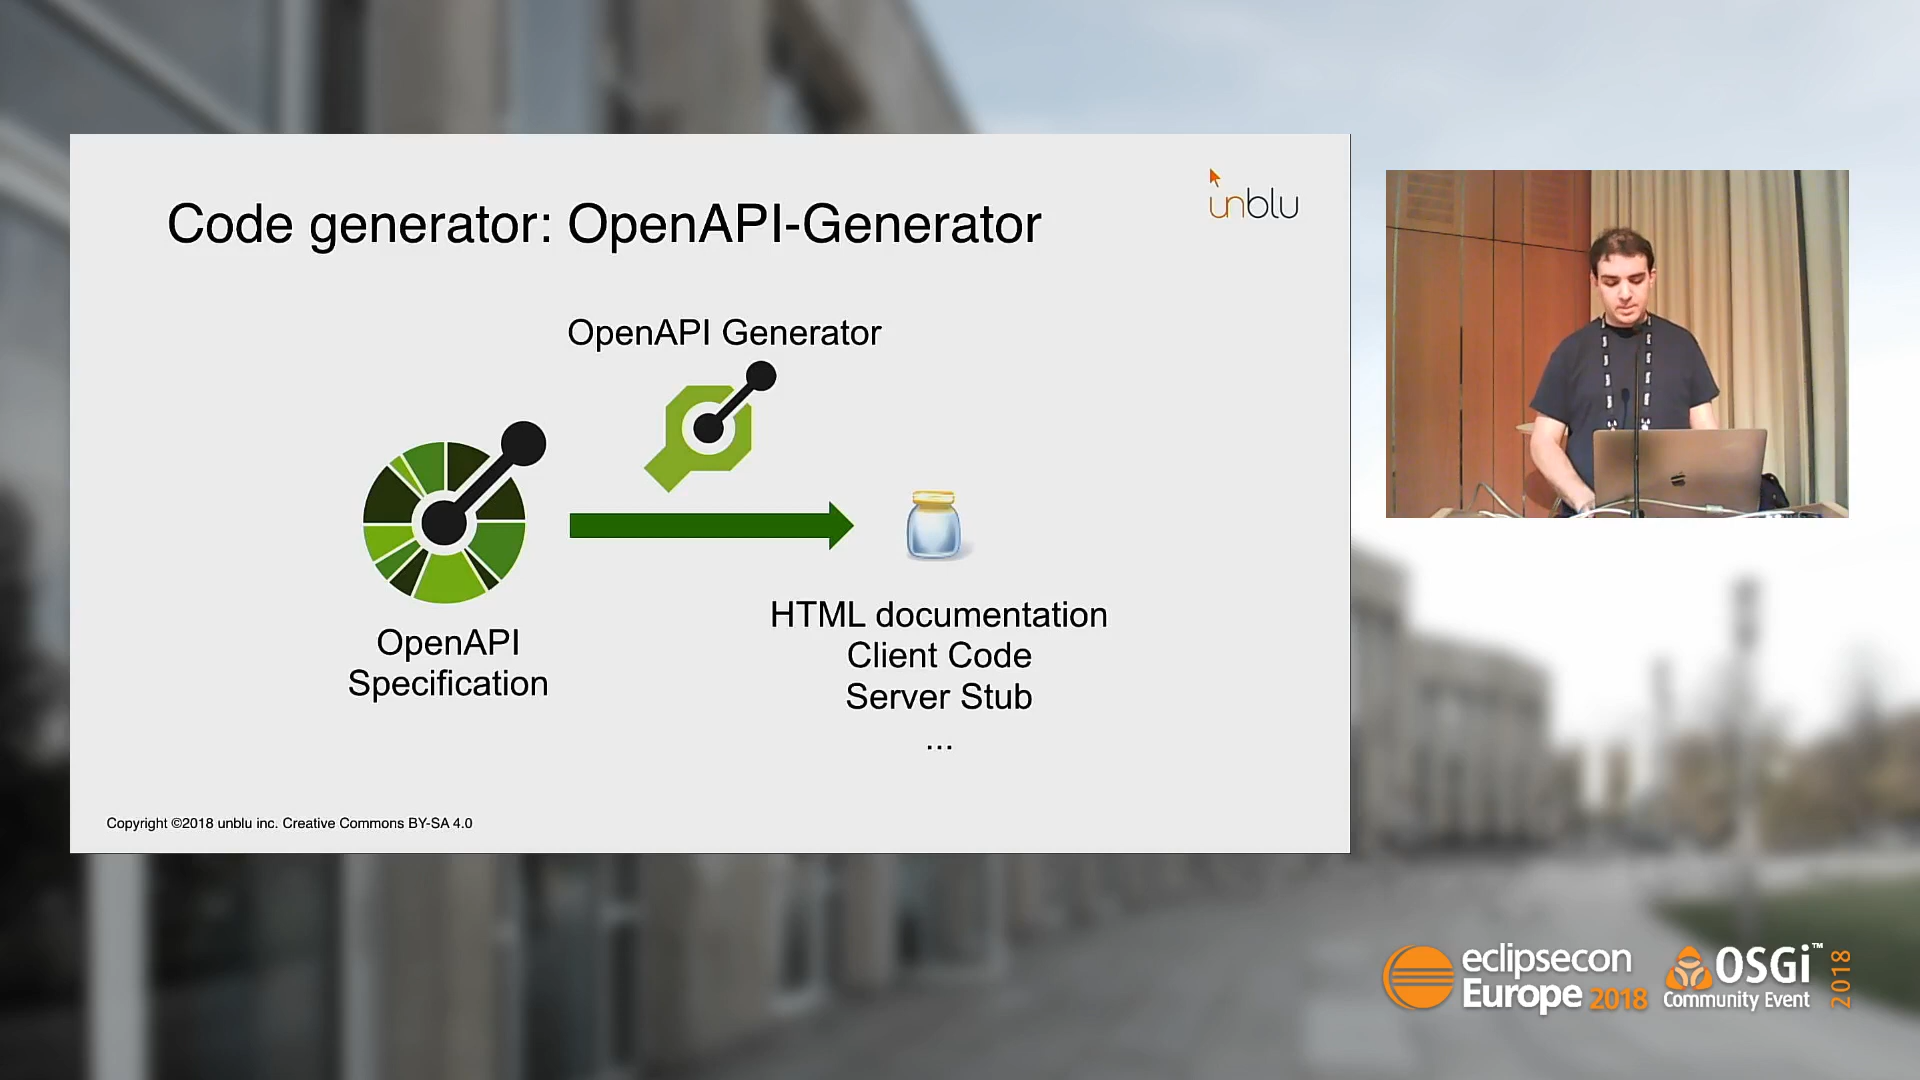 Code generator: OpenAPI-Generator
unblu
OpenAPI Generator
OpenAPI
Specification
HTML documentation
Client Code
Server Stub
...
Copyright ©2018 unblu inc. Creative Commons BY-SA 4.0
eclipsecon
Europe 2018
OSGi™
Community Event
2018